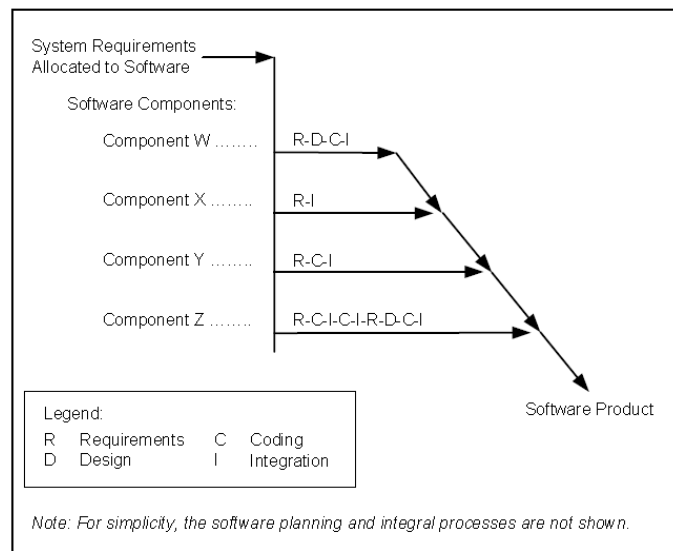 System Requirements
Allocated to Software
Software Components:
Component W ........ R-D-C-I
Component X ........ R-I
Component Y ........ R-C-I
Component Z ........ R-C-I-C-I-R-D-C-I
Software Product
Legend:
R Requirements C Coding
D Design I Integration
Note: For simplicity, the software planning and integral processes are not shown.